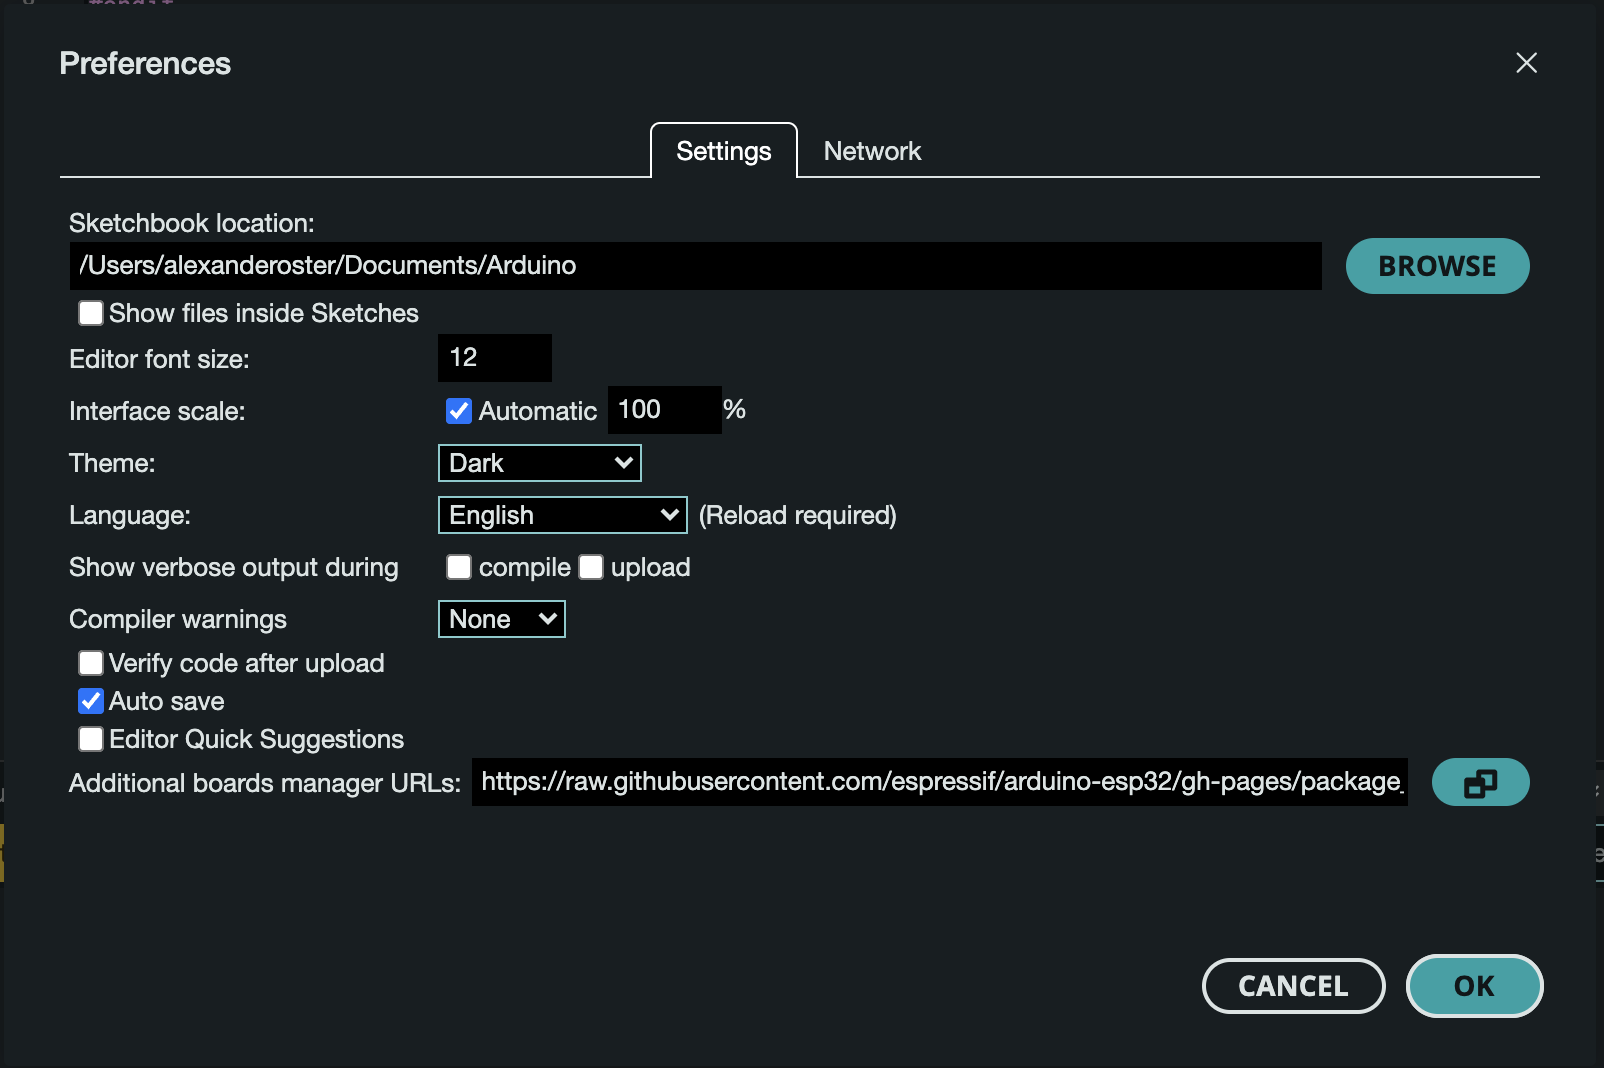 Preferences
Settings Network
Sketchbook location:
/Users/alexanderoster/Documents/Arduino
BROWSE
Show files inside Sketches
Editor font size: 12
Interface scale: Automatic 100 %
Theme: Dark
Language: English (Reload required)
Show verbose output during compile upload
Compiler warnings None
Verify code after upload
Auto save
Editor Quick Suggestions
Additional boards manager URLs: https://raw.githubusercontent.com/espressif/arduino-esp32/gh-pages/package_
CANCEL OK